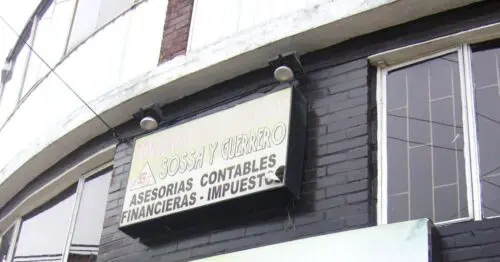 SOSSA Y GUERRERO
ASESORIAS CONTABLES
FINANCIERAS - IMPUESTOS